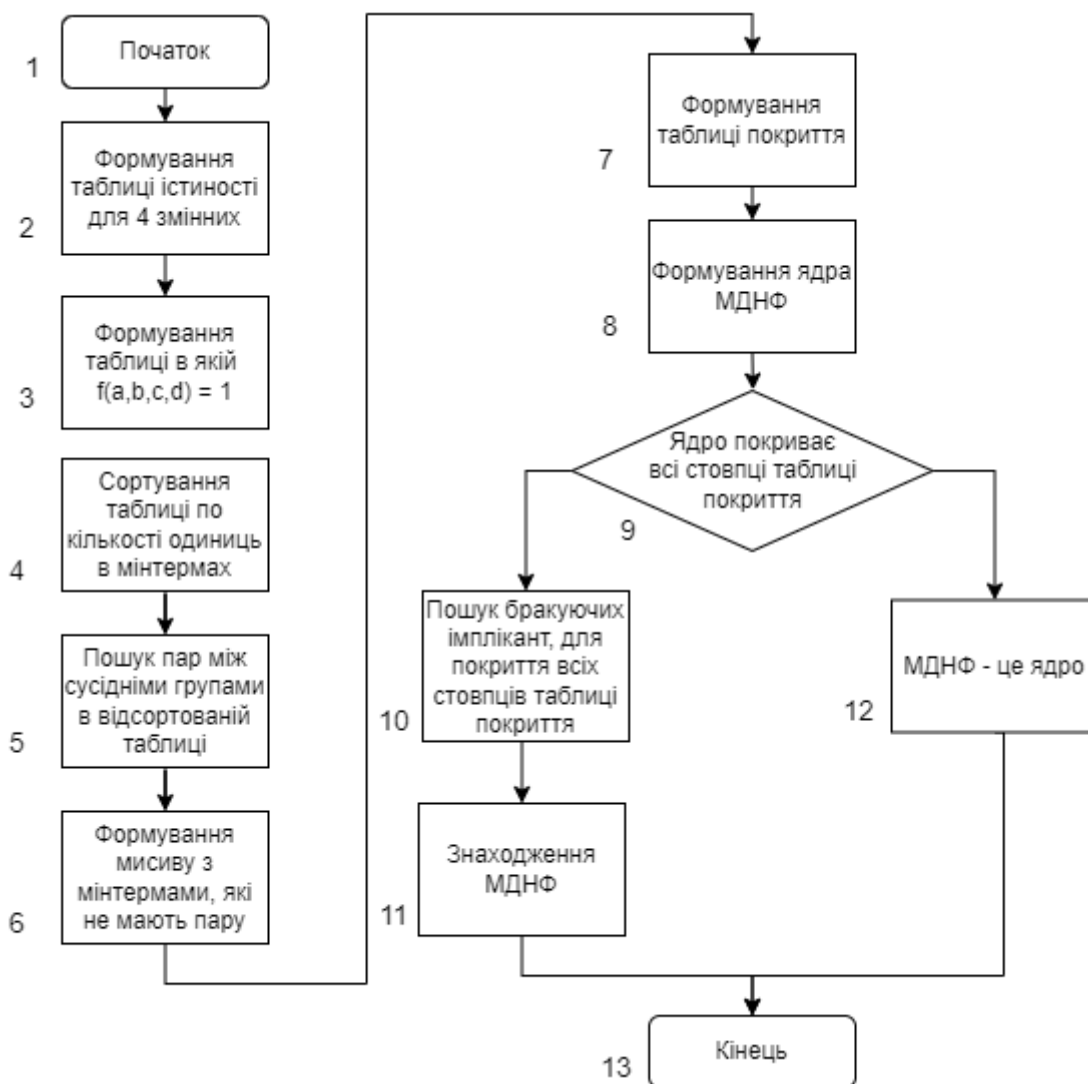 1
Початок
2
Формування
таблиці істиності
для 4 змінних
3
Формування
таблиці в якій
f(a,b,c,d) = 1
4
Сортування
таблиці по
кількості одиниць
в мінтермах
5
Пошук пар між
сусідніми групами
в відсортованій
таблиці
6
Формування
мисиву з
мінтермами, які
не мають пару
7
Формування
таблиці покриття
8
Формування ядра
МДНФ
9
Ядро покриває
всі стовпці таблиці
покриття
10
Пошук бракуючих
імплікант, для
покриття всіх
стовпців таблиці
покриття
11
Знаходження
МДНФ
12
МДНФ - це ядро
13
Кінець